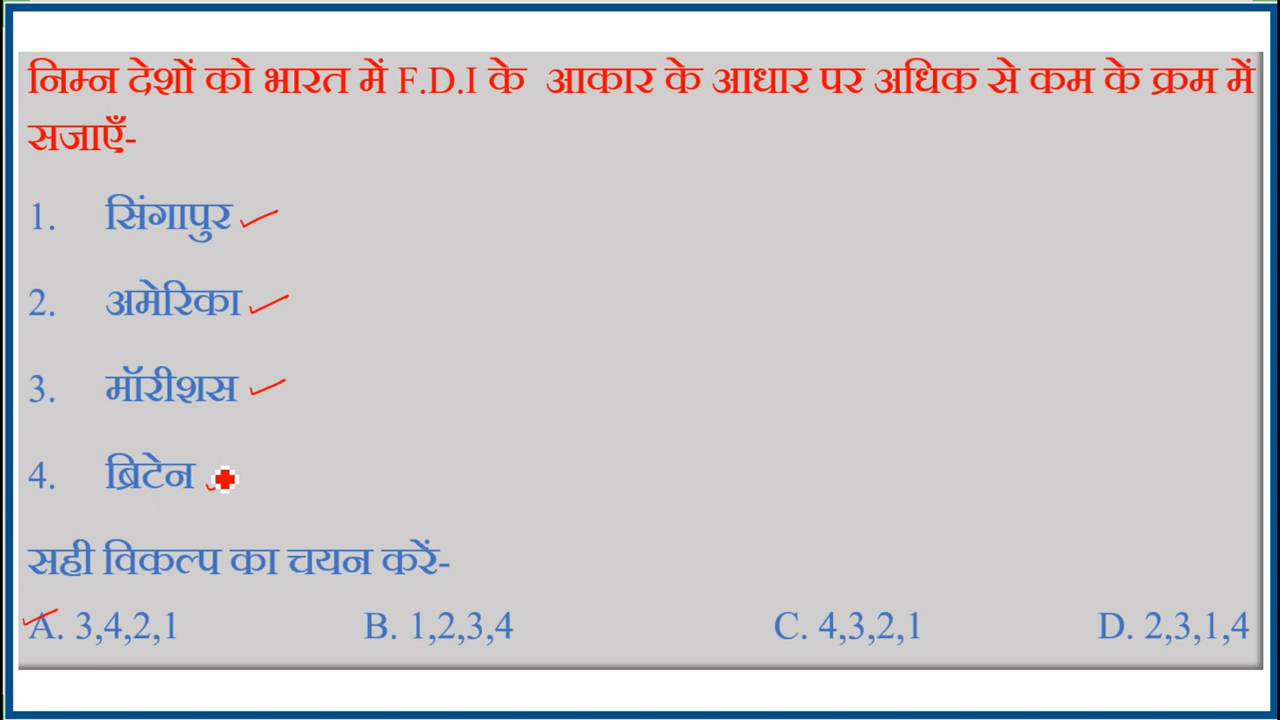 निम्न देशों को भारत में F.D.I के आकार के आधार पर अधिक से कम के क्रम में
सजाएँ-
1. सिंगापुर
2. अमेरिका
3. मॉरीशस
4. ब्रिटेन
सही विकल्प का चयन करें-
A. 3,4,2,1 B. 1,2,3,4 C. 4,3,2,1 D. 2,3,1,4